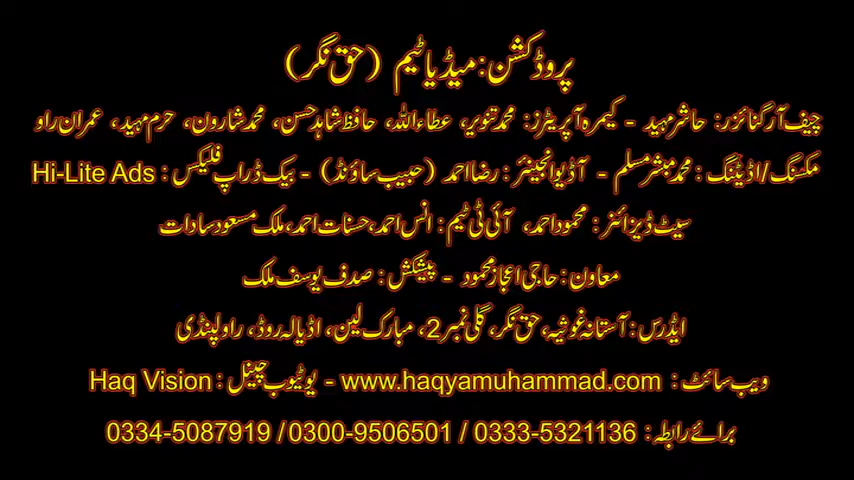 پروڈکشن: میڈیا ٹیم (حق نگر)
چیف آرگنائزر: حاشر مہید - کیمرہ آپریٹرز: محمد تنویر، عطاء اللہ، حافظ شاہد حسن، محمد شارون، حرم مہید، عمران راو
مکسنگ/اڈیٹنگ: محمد مبشر مسلم - آڈیو انجینئر: رضا احمد (حبیب ساؤنڈ) - بیک ڈراپ فلیکس: Hi-Lite Ads
سیٹ ڈیزائنر: محمود احمد، آئی ٹی ٹیم: انس احمد، حسنات احمد، ملک مسعود سادات
معاون: حاجی اعجاز محمود - پیشکش: صدف یوسف ملک
ایڈرس: آستانہ غوثیہ، حق نگر، گلی نمبر 2، مبارک لین، اڈیالہ روڈ، راولپنڈی
ویب سائٹ: www.haqyamuhammad.com - یوٹیوب چینل: Haq Vision
برائے رابطہ: 0333-5321136 / 0300-9506501 / 0334-5087919